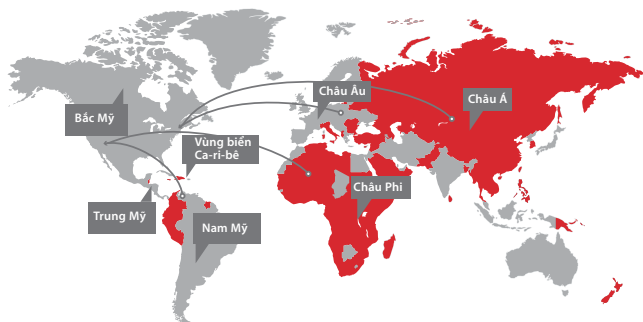 Châu Âu
Châu Á
Bắc Mỹ
Vùng biển
Ca-ri-bê
Châu Phi
Trung Mỹ
Nam Mỹ